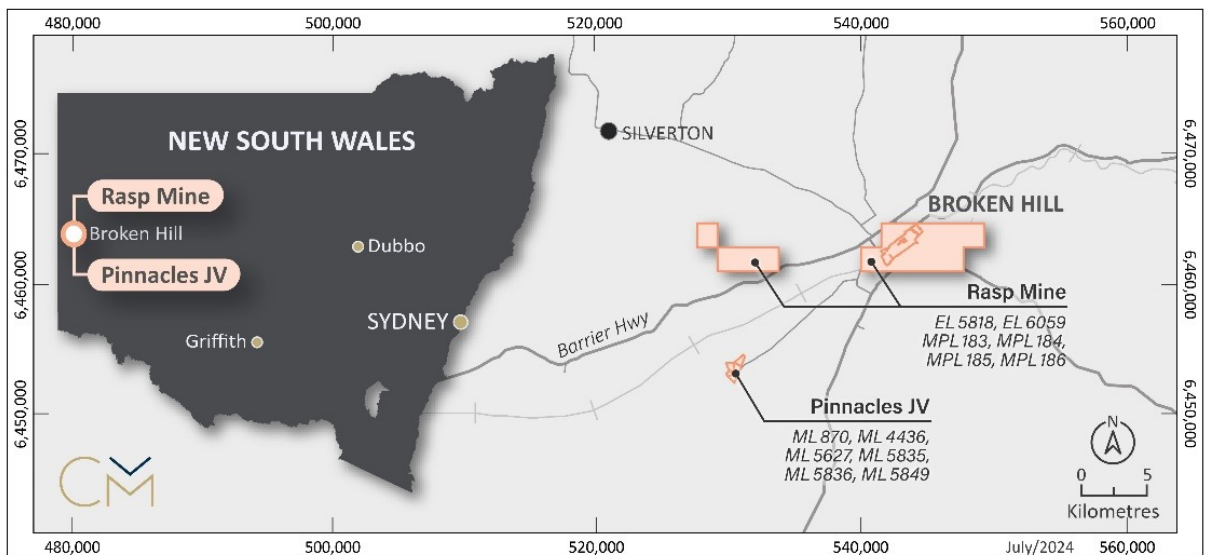 480,000
500,000
520,000
540,000
560,000
6,470,000
6,460,000
6,450,000
NEW SOUTH WALES
Rasp Mine
Broken Hill
Pinnacles JV
Dubbo
SYDNEY
Griffith
CM
SILVERTON
BROKEN HILL
Barrier Hwy
Rasp Mine
EL 5818, EL 6059
MPL 183, MPL 184,
MPL 185, MPL 186
Pinnacles JV
ML 870, ML 4436,
ML 5627, ML 5835,
ML 5836, ML 5849
N
0 5
Kilometres
6,470,000
6,460,000
6,450,000
July/2024
480,000
500,000
520,000
540,000
560,000